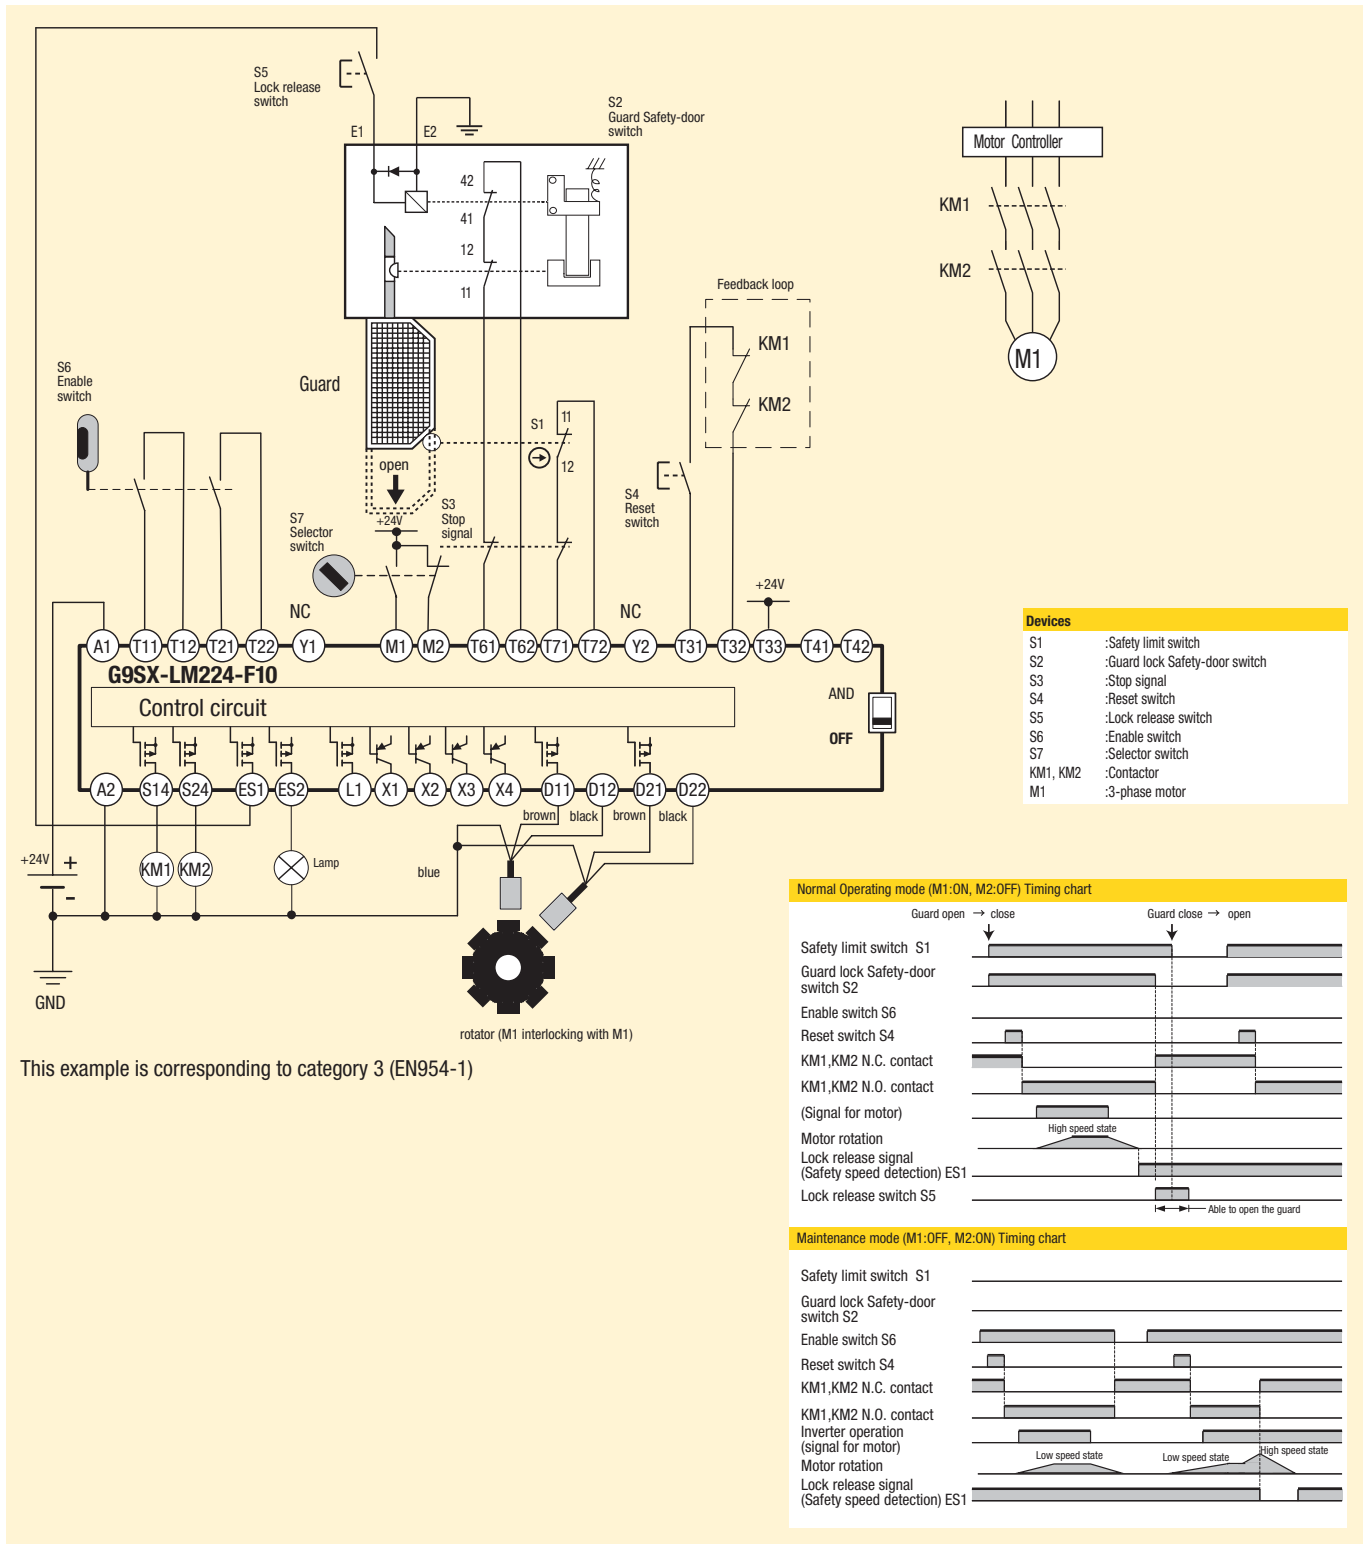 S5
Lock release
switch
S2
Guard Safety-door
switch
E1
E2
42
41
12
11
Motor Controller
KM1
KM2
M1
Feedback loop
KM1
KM2
S6
Enable
switch
Guard
open
S1
11
12
S4
Reset
switch
S7
Selector
switch
+24V
S3
Stop
signal
NC
NC
+24V
A1
T11
T12
T21
T22
Y1
M1
M2
T61
T62
T71
T72
Y2
T31
T32
T33
T41
T42
G9SX-LM224-F10
Control circuit
AND
OFF
A2
S14
S24
ES1
ES2
L1
X1
X2
X3
X4
D11
D12
D21
D22
brown
black
brown
black
+24V
+
-
KM1
KM2
Lamp
blue
GND
rotator (M1 interlocking with M1)
This example is corresponding to category 3 (EN954-1)
Devices
S1 :Safety limit switch
S2 :Guard lock Safety-door switch
S3 :Stop signal
S4 :Reset switch
S5 :Lock release switch
S6 :Enable switch
S7 :Selector switch
KM1, KM2 :Contactor
M1 :3-phase motor
Normal Operating mode (M1:ON, M2:OFF) Timing chart
Guard open → close
Guard close → open
Safety limit switch S1
Guard lock Safety-door
switch S2
Enable switch S6
Reset switch S4
KM1,KM2 N.C. contact
KM1,KM2 N.O. contact
(Signal for motor)
High speed state
Motor rotation
Lock release signal
(Safety speed detection) ES1
Lock release switch S5
Able to open the guard
Maintenance mode (M1:OFF, M2:ON) Timing chart
Safety limit switch S1
Guard lock Safety-door
switch S2
Enable switch S6
Reset switch S4
KM1,KM2 N.C. contact
KM1,KM2 N.O. contact
Inverter operation
(signal for motor)
Low speed state
Low speed state
High speed state
Motor rotation
Lock release signal
(Safety speed detection) ES1